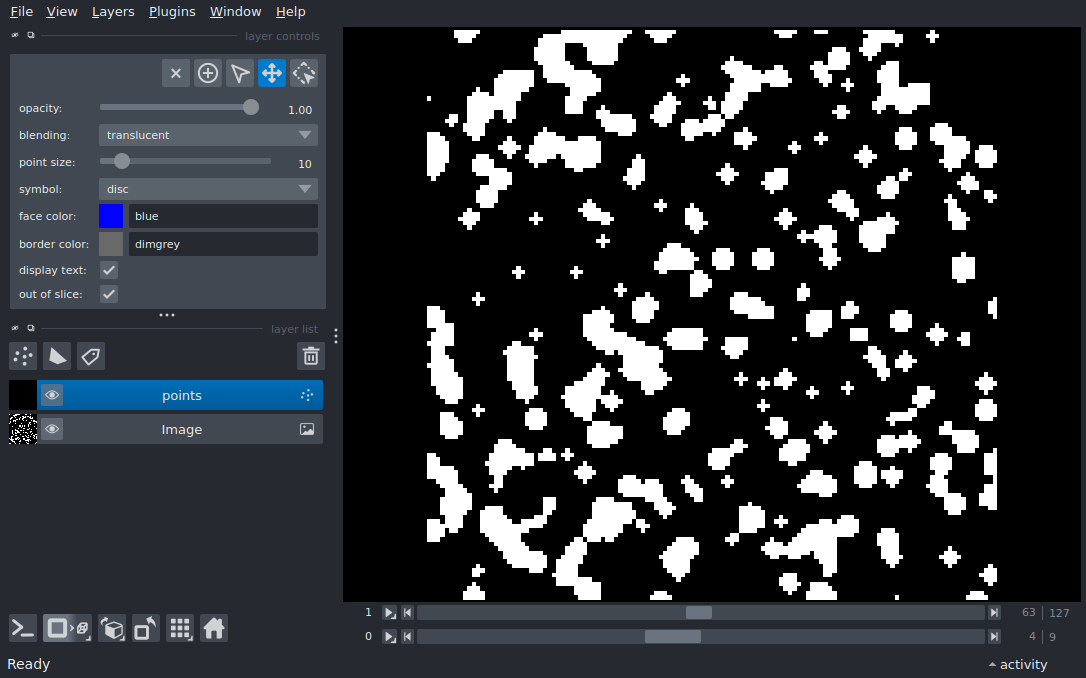 File View Layers Plugins Window Help
layer controls
opacity: 1.00
blending: translucent
point size: 10
symbol: disc
face color: blue
border color: dimgrey
display text:
out of slice:
layer list
points
Image
1 63 127
0 4 9
Ready activity